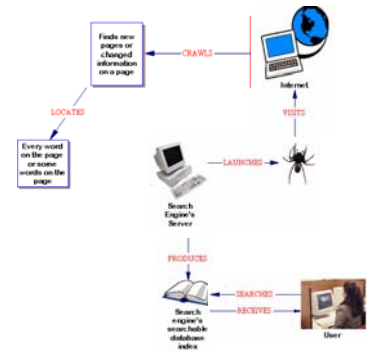 Finds new
pages or
changed
information
on a page
CRAWLS
Internet
LOCATES
VISITS
Every word
on the page
or some
words on the
page
LAUNCHES
Search
Engine's
Server
PRODUCES
SEARCHES
RECEIVES
Search
engine's
searchable
database
index
User